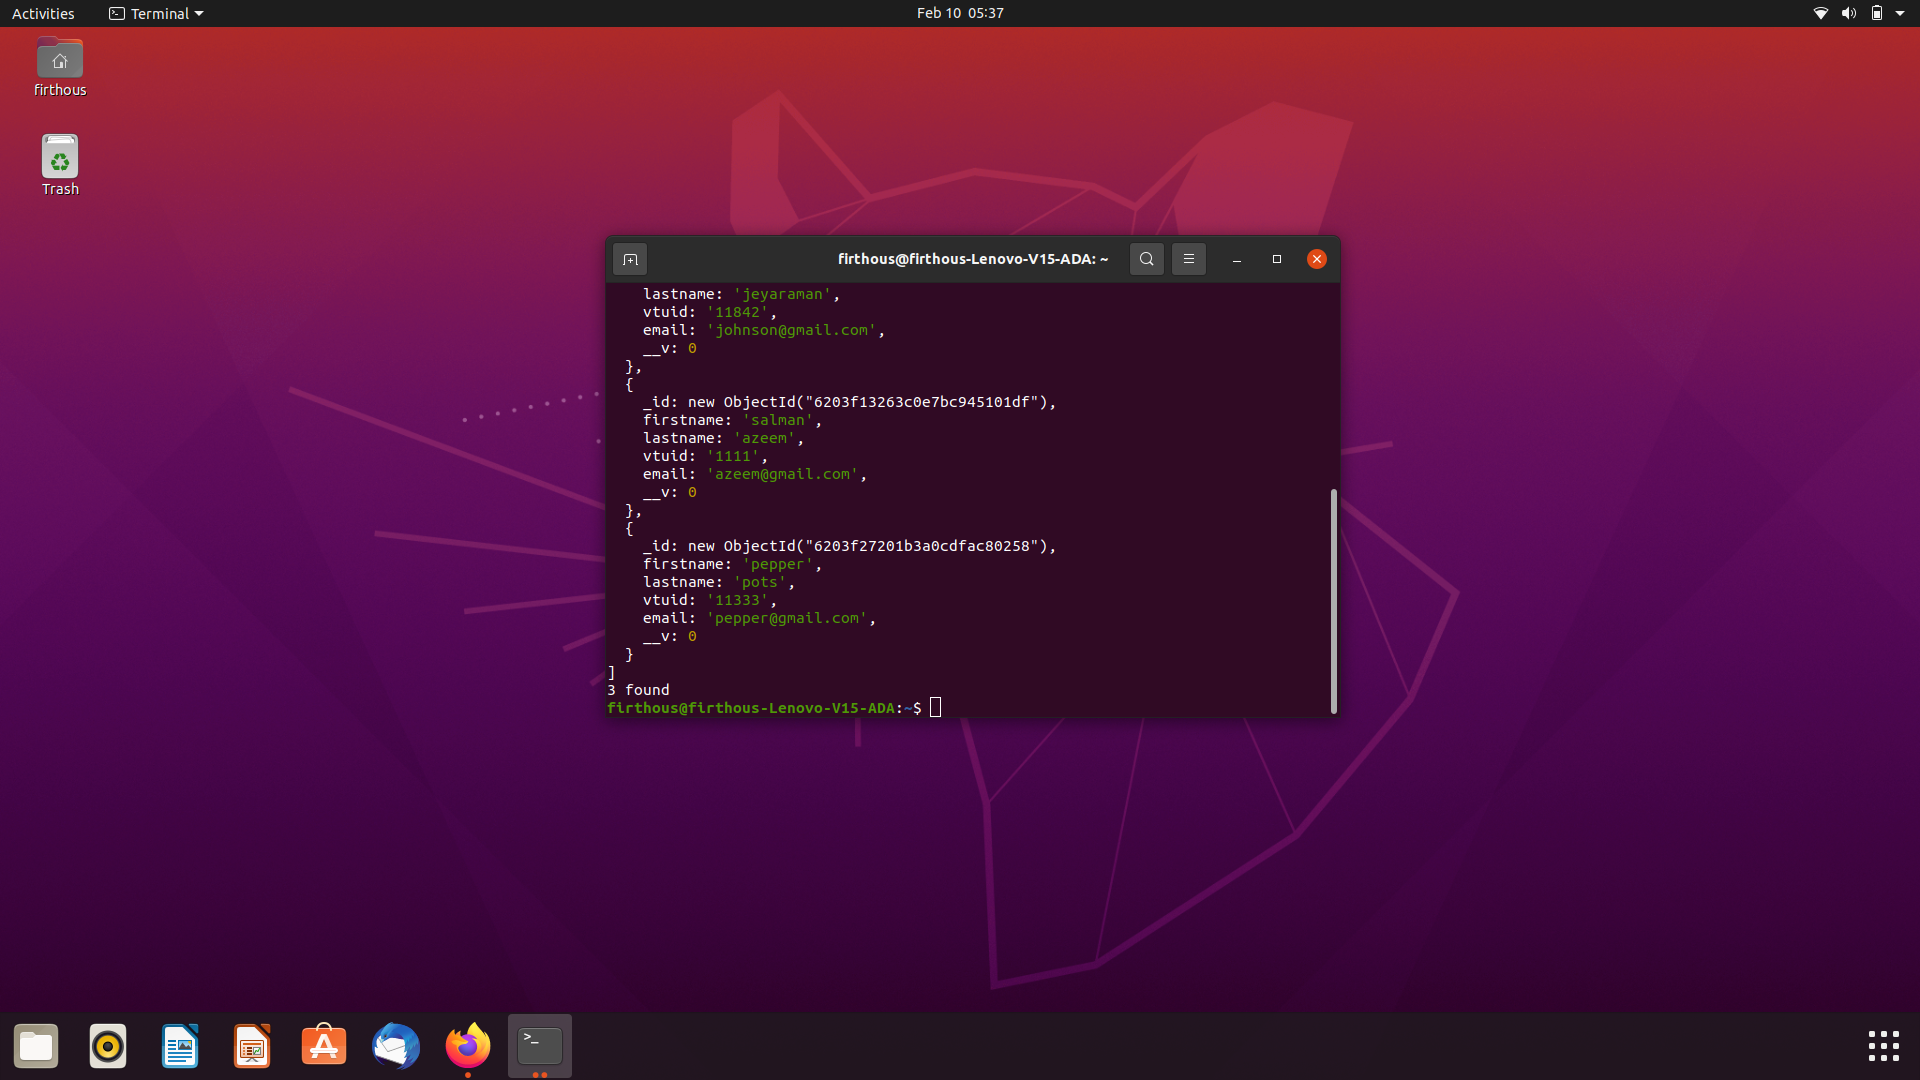 Activities
Terminal
Feb 10 05:37
firthous
Trash
firthous@firthous-Lenovo-V15-ADA: ~
lastname: 'jeyaraman',
vtuid: '11842',
email: 'johnson@gmail.com',
__v: 0
},
{
_id: new ObjectId("6203f13263c0e7bc945101df"),
firstname: 'salman',
lastname: 'azeem',
vtuid: '1111',
email: 'azeem@gmail.com',
__v: 0
},
{
_id: new ObjectId("6203f27201b3a0cdfac80258"),
firstname: 'pepper',
lastname: 'pots',
vtuid: '11333',
email: 'pepper@gmail.com',
__v: 0
}
]
3 found
firthous@firthous-Lenovo-V15-ADA:~$